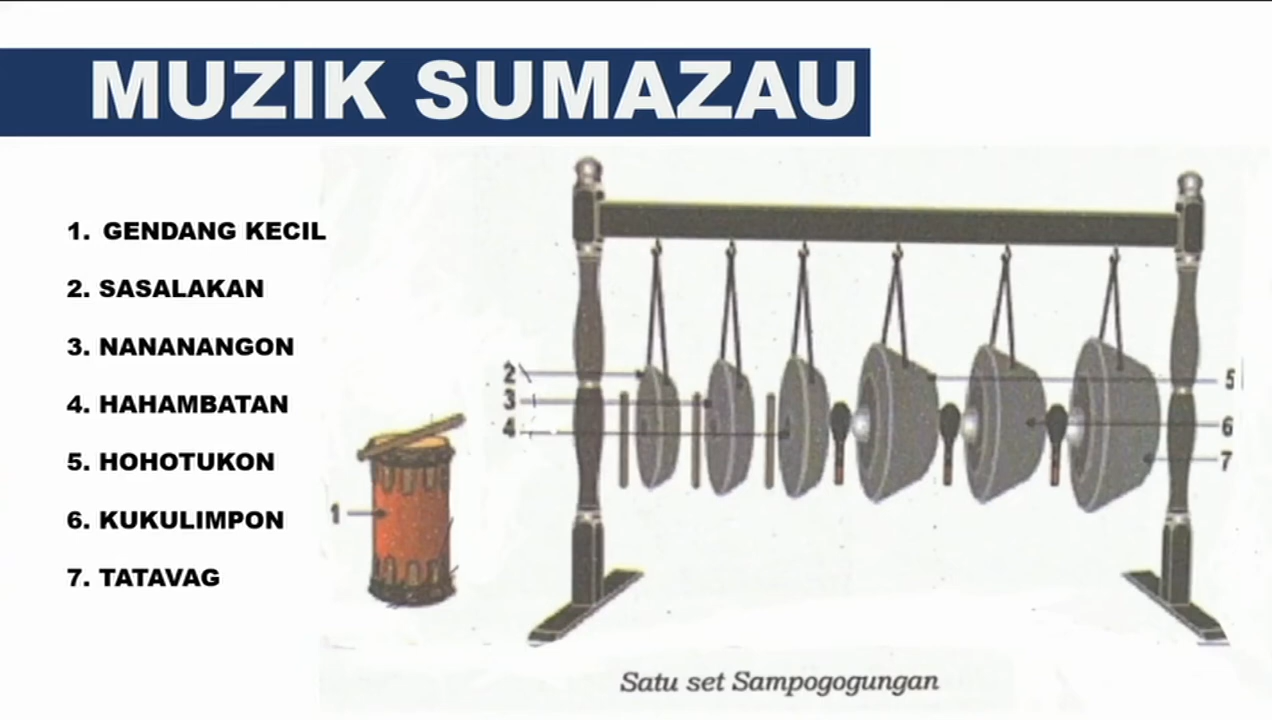 MUZIK SUMAZAU
1. GENDANG KECIL
2. SASALAKAN
3. NANANANGON
4. HAHAMBATAN
5. HOHOTUKON
6. KUKULIMPON
7. TATAVAG
1
2
3
4
5
6
7
Satu set Sampogogungan